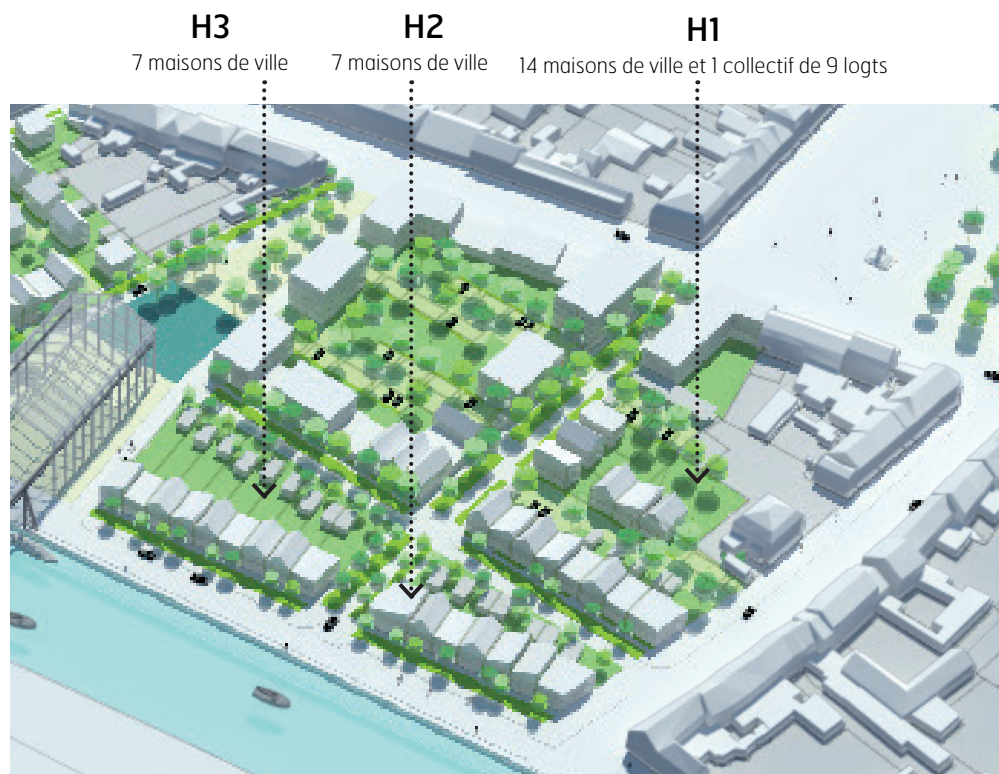 H3
7 maisons de ville
H2
7 maisons de ville
H1
14 maisons de ville et 1 collectif de 9 logts